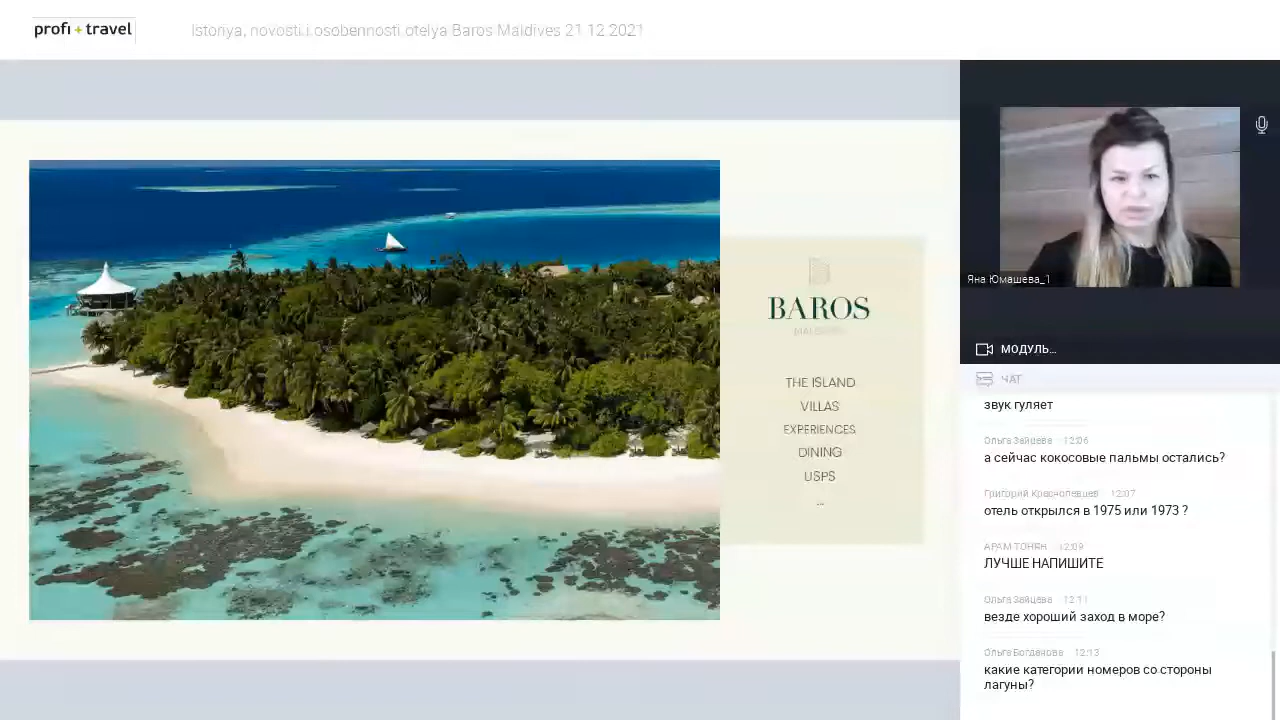 profi + travel
Istoriya, novosti i osobennosti otelya Baros Maldives 21.12.2021
BAROS
MALDIVES
THE ISLAND
VILLAS
EXPERIENCES
DINING
USPS
...
Яна Юмашева_1
МОДУЛЬ...
ЧАТ
звук гуляет
Ольга Зайцева 12:06
а сейчас кокосовые пальмы остались?
Григорий Краснолевцев 12:07
отель открылся в 1975 или 1973 ?
АРАМ ТОНЯН 12:09
ЛУЧШЕ НАПИШИТЕ
Ольга Зайцева 12:11
везде хороший заход в море?
Ольга Богданова 12:13
какие категории номеров со стороны
лагуны?